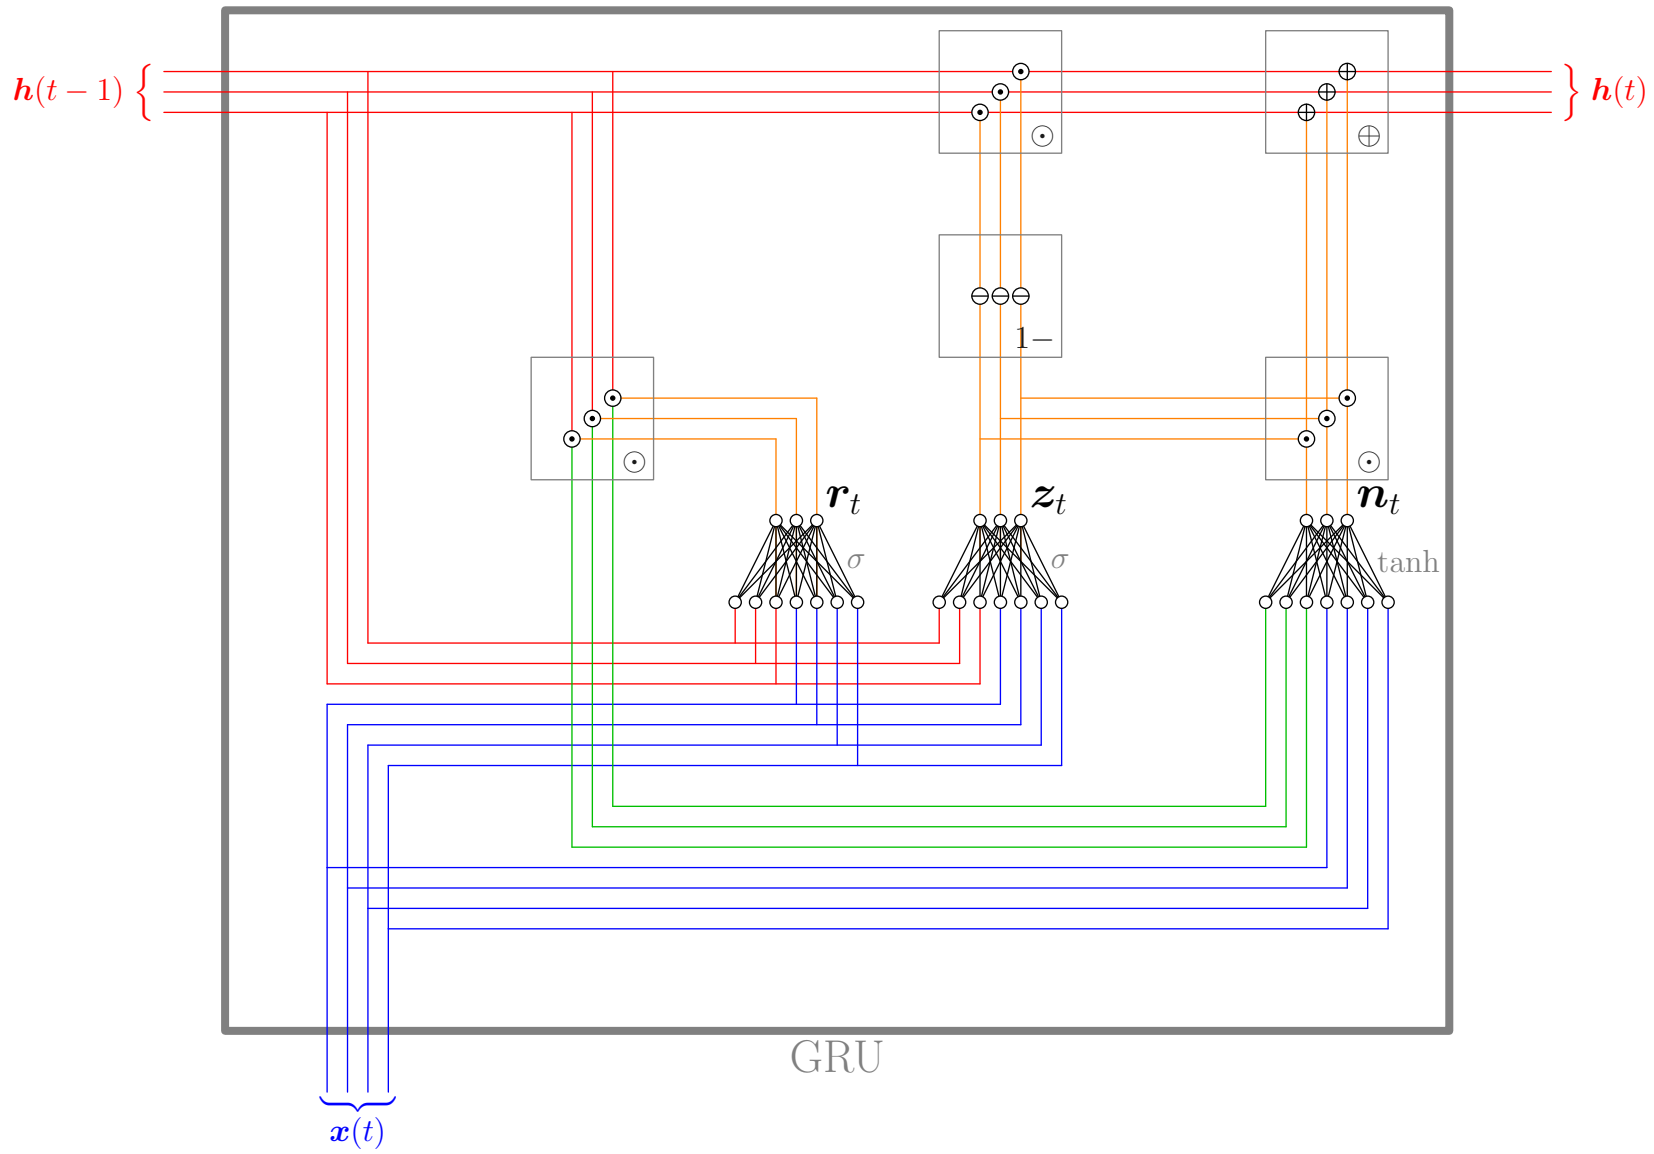 h(t − 1) {
} h(t)
⊙
⊕
1−
⊙
⊙
r_t
z_t
n_t
σ
σ
tanh
GRU
x(t)